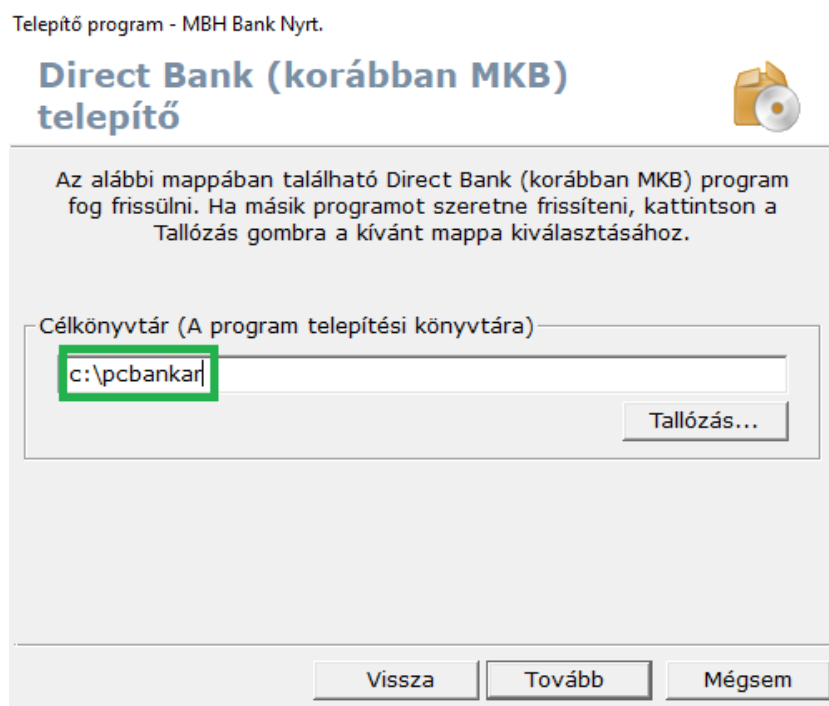 Telepítő program - MBH Bank Nyrt.
Direct Bank (korábban MKB)
telepítő
Az alábbi mappában található Direct Bank (korábban MKB) program
fog frissülni. Ha másik programot szeretne frissíteni, kattintson a
Tallózás gombra a kívánt mappa kiválasztásához.
Célkönyvtár (A program telepítési könyvtára)
c:\pcbankar
Tallózás...
Vissza
Tovább
Mégsem